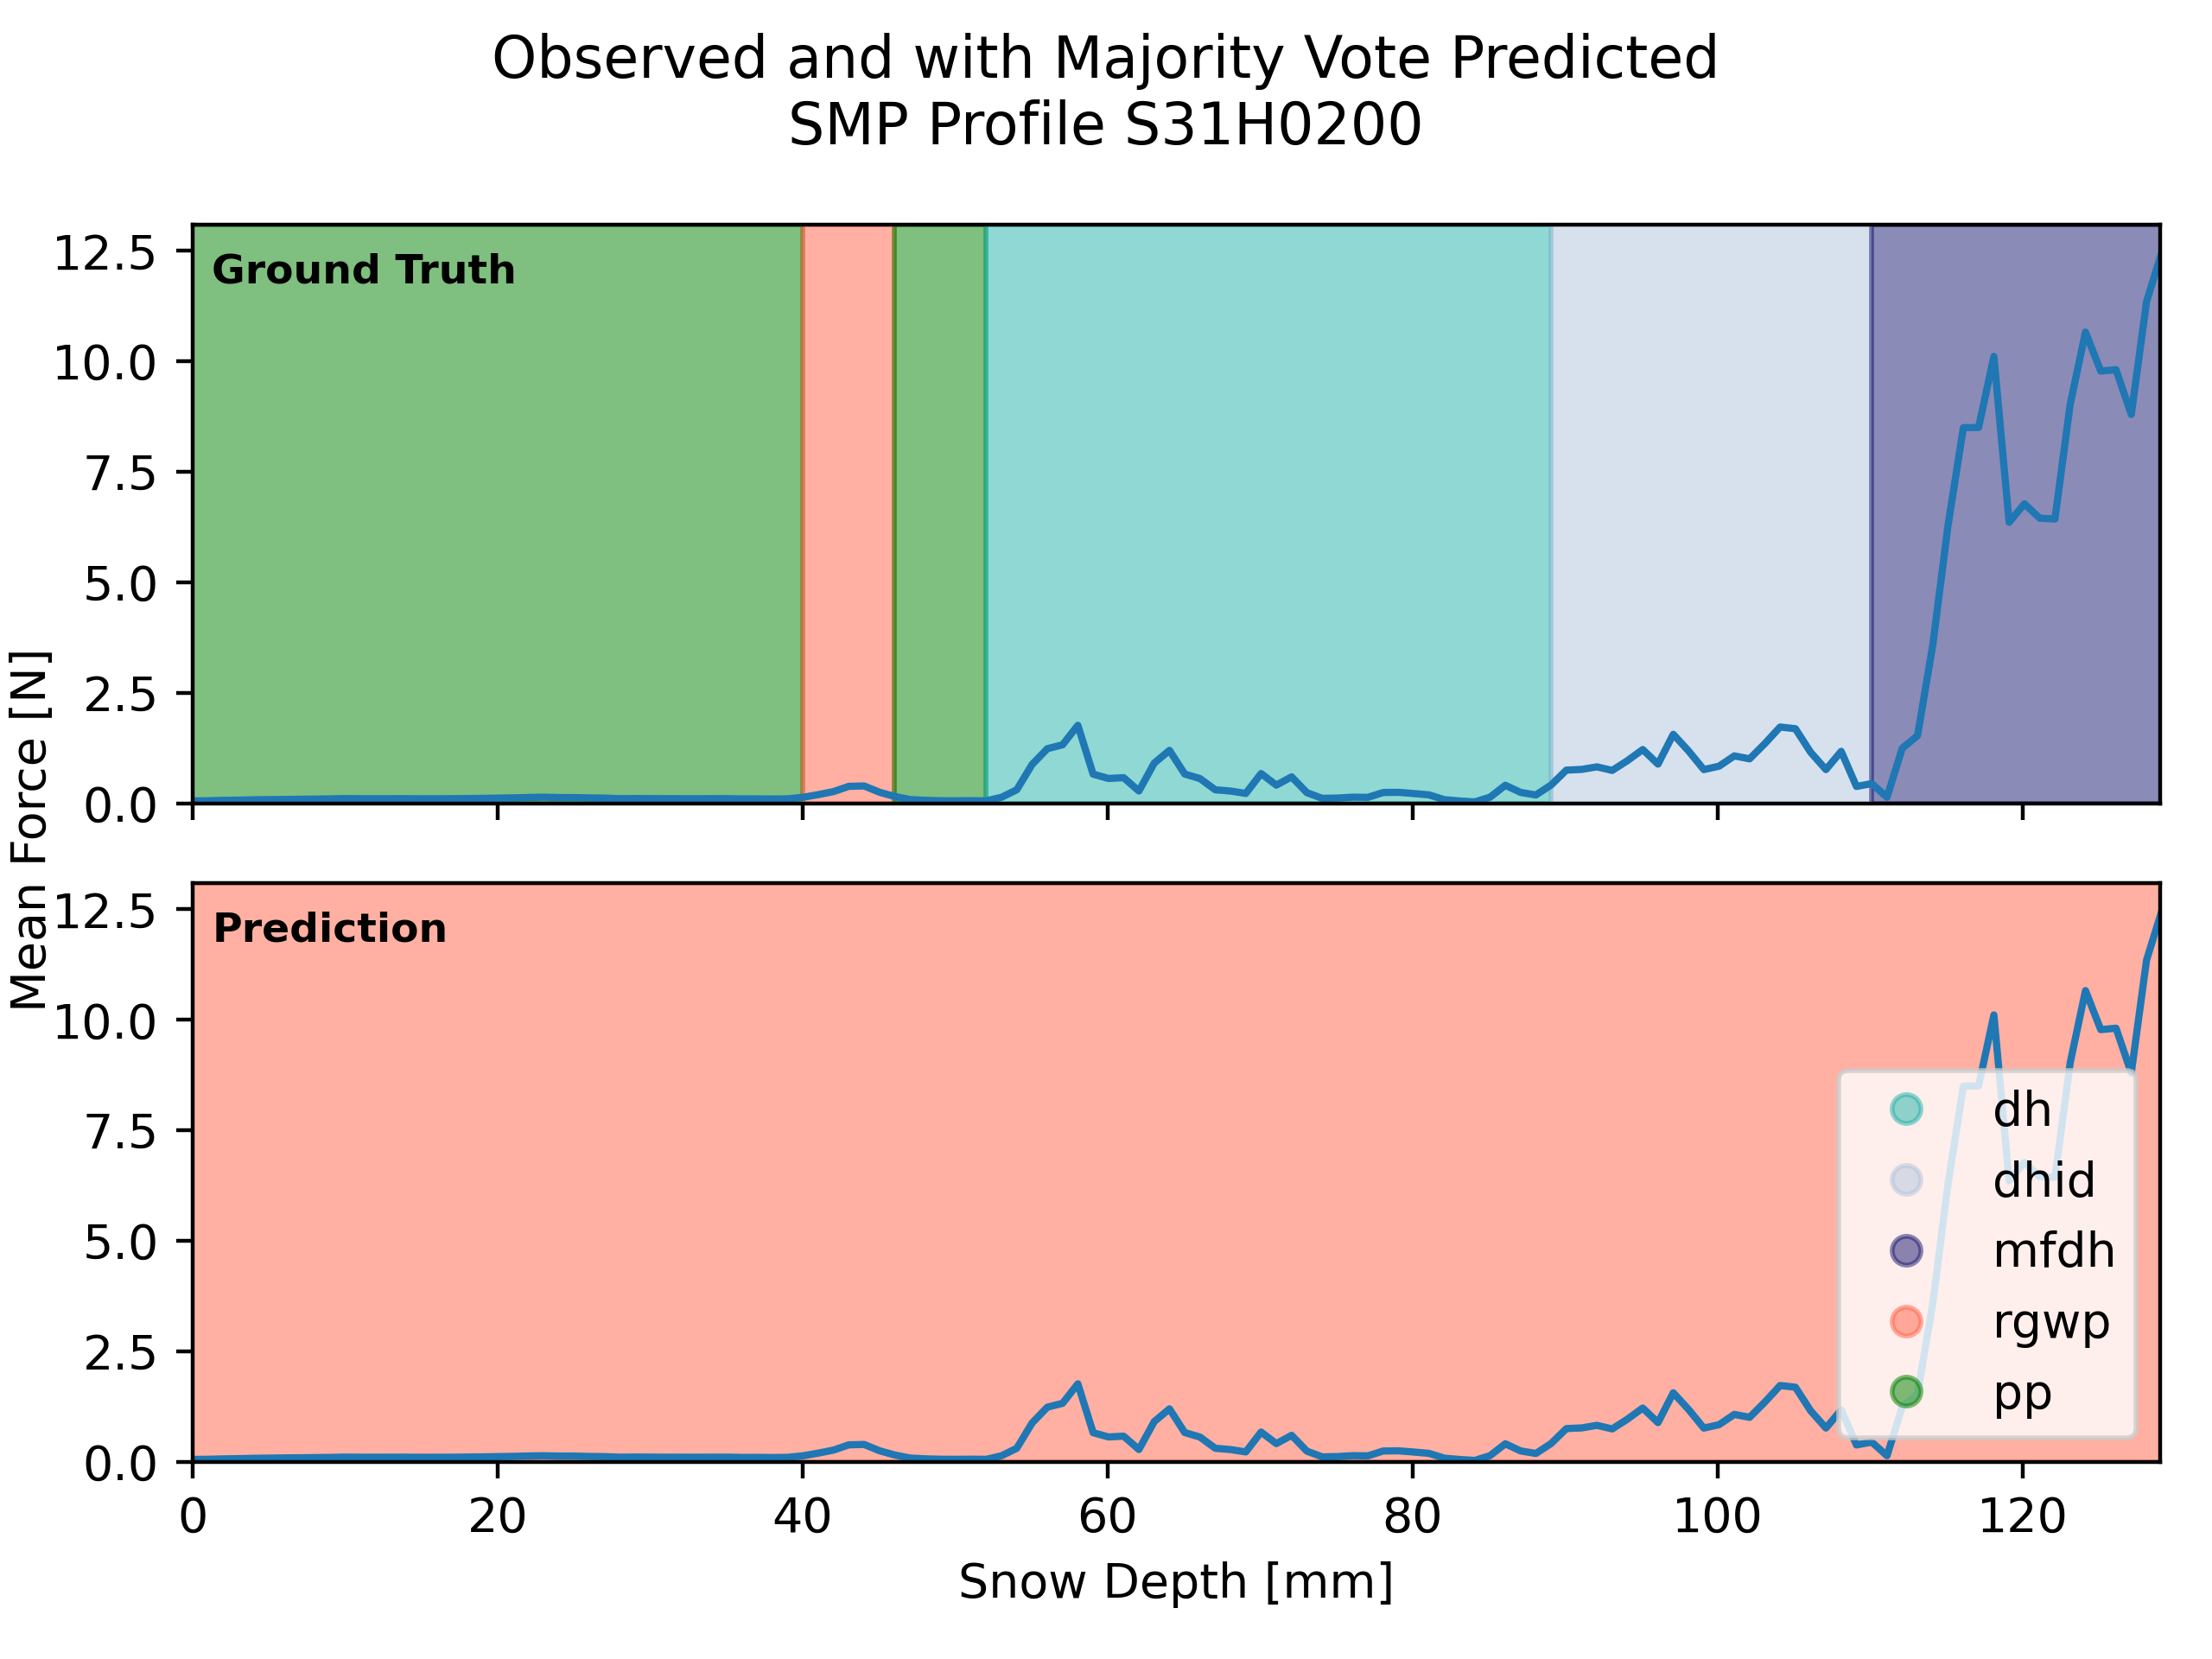 Observed and with Majority Vote Predicted
SMP Profile S31H0200
Mean Force [N]
12.5
10.0
7.5
5.0
2.5
0.0
Ground Truth
12.5
10.0
7.5
5.0
2.5
0.0
Prediction
dh
dhid
mfdh
rgwp
pp
0 20 40 60 80 100 120
Snow Depth [mm]